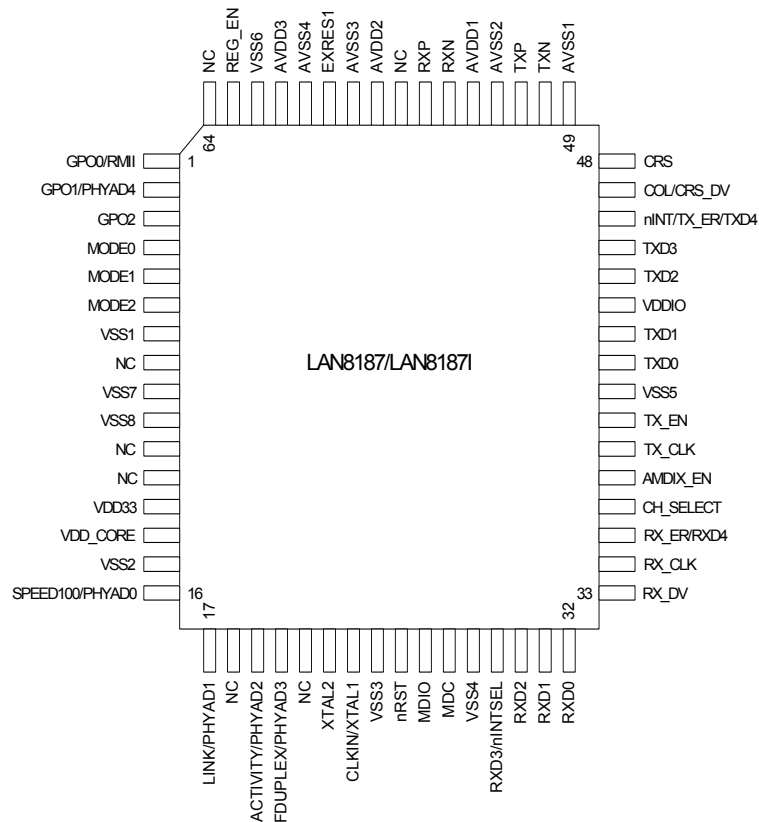 NC
REG_EN
VSS6
AVDD3
AVSS4
EXRES1
AVSS3
AVDD2
NC
RXP
RXN
AVDD1
AVSS2
TXP
TXN
AVSS1
64
49
1
48
GPO0/RMII
GPO1/PHYAD4
GPO2
MODE0
MODE1
MODE2
VSS1
NC
VSS7
VSS8
NC
NC
VDD33
VDD_CORE
VSS2
SPEED100/PHYAD0
LAN8187/LAN8187I
CRS
COL/CRS_DV
nINT/TX_ER/TXD4
TXD3
TXD2
VDDIO
TXD1
TXD0
VSS5
TX_EN
TX_CLK
AMDIX_EN
CH_SELECT
RX_ER/RXD4
RX_CLK
RX_DV
16
33
17
32
LINK/PHYAD1
NC
ACTIVITY/PHYAD2
FDUPLEX/PHYAD3
NC
XTAL2
CLKIN/XTAL1
VSS3
nRST
MDIO
MDC
VSS4
RXD3/nINTSEL
RXD2
RXD1
RXD0